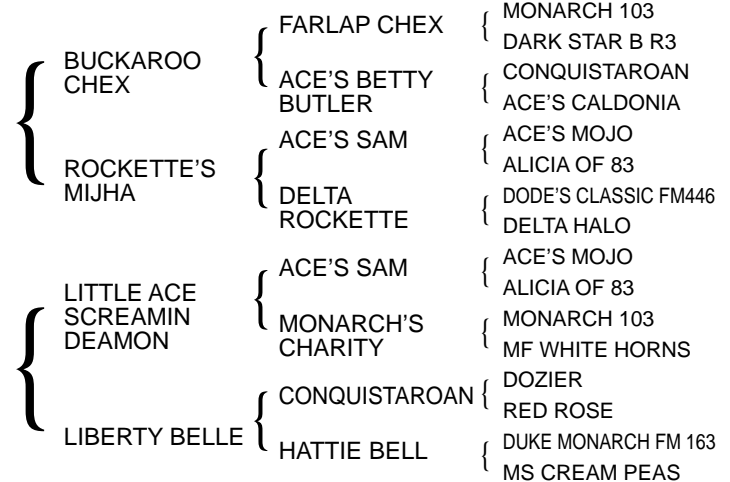 BUCKAROO
CHEX
ROCKETTE'S
MIJHA
LITTLE ACE
SCREAMIN
DEAMON
LIBERTY BELLE
FARLAP CHEX
ACE'S BETTY
BUTLER
ACE'S SAM
DELTA
ROCKETTE
ACE'S SAM
MONARCH'S
CHARITY
CONQUISTAROAN
HATTIE BELL
MONARCH 103
DARK STAR B R3
CONQUISTAROAN
ACE'S CALDONIA
ACE'S MOJO
ALICIA OF 83
DODE'S CLASSIC FM446
DELTA HALO
ACE'S MOJO
ALICIA OF 83
MONARCH 103
MF WHITE HORNS
DOZIER
RED ROSE
DUKE MONARCH FM 163
MS CREAM PEAS